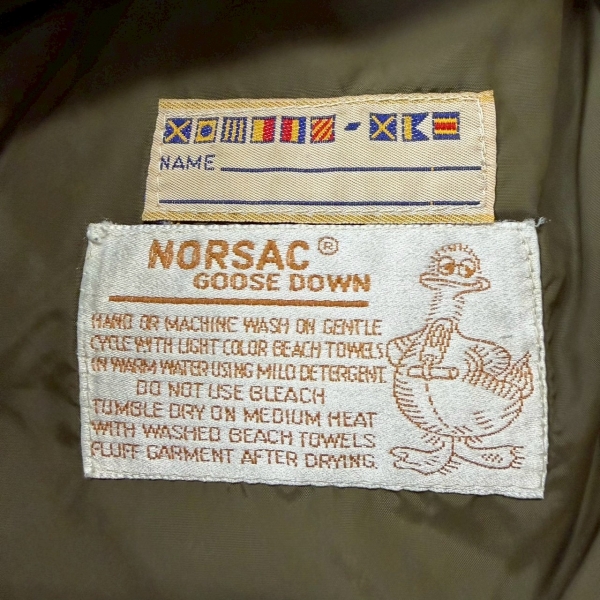 NAME
NORSAC®
GOOSE DOWN
HAND OR MACHINE WASH ON GENTLE
CYCLE WITH LIGHT COLOR BEACH TOWELS
IN WARM WATER USING MILD DETERGENT.
DO NOT USE BLEACH
TUMBLE DRY ON MEDIUM HEAT
WITH WASHED BEACH TOWELS
FLUFF GARMENT AFTER DRYING.